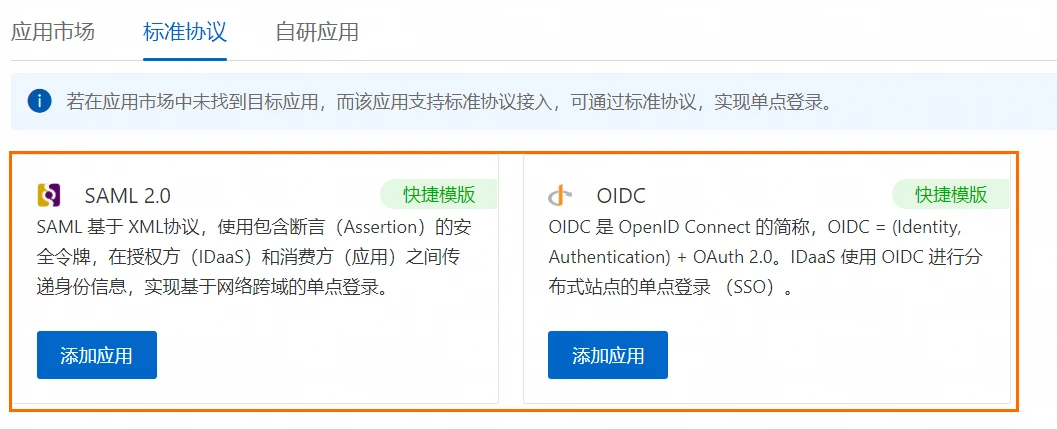 应用市场 标准协议 自研应用
若在应用市场中未找到目标应用，而该应用支持标准协议接入，可通过标准协议，实现单点登录。
SAML 2.0 快捷模版
SAML 基于 XML协议，使用包含断言（Assertion）的安
全令牌，在授权方（IDaaS）和消费方（应用）之间传
递身份信息，实现基于网络跨域的单点登录。
添加应用
OIDC 快捷模版
OIDC 是 OpenID Connect 的简称，OIDC = (Identity,
Authentication) + OAuth 2.0。IDaaS 使用 OIDC 进行分
布式站点的单点登录 （SSO）。
添加应用